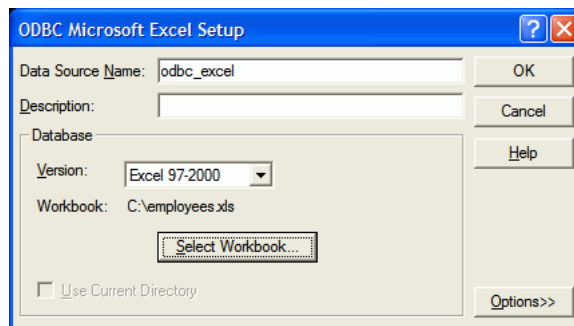 ODBC Microsoft Excel Setup
Data Source Name: odbc_excel
OK
Description:
Cancel
Database
Help
Version: Excel 97-2000
Workbook: C:\employees.xls
Select Workbook...
Use Current Directory
Options>>